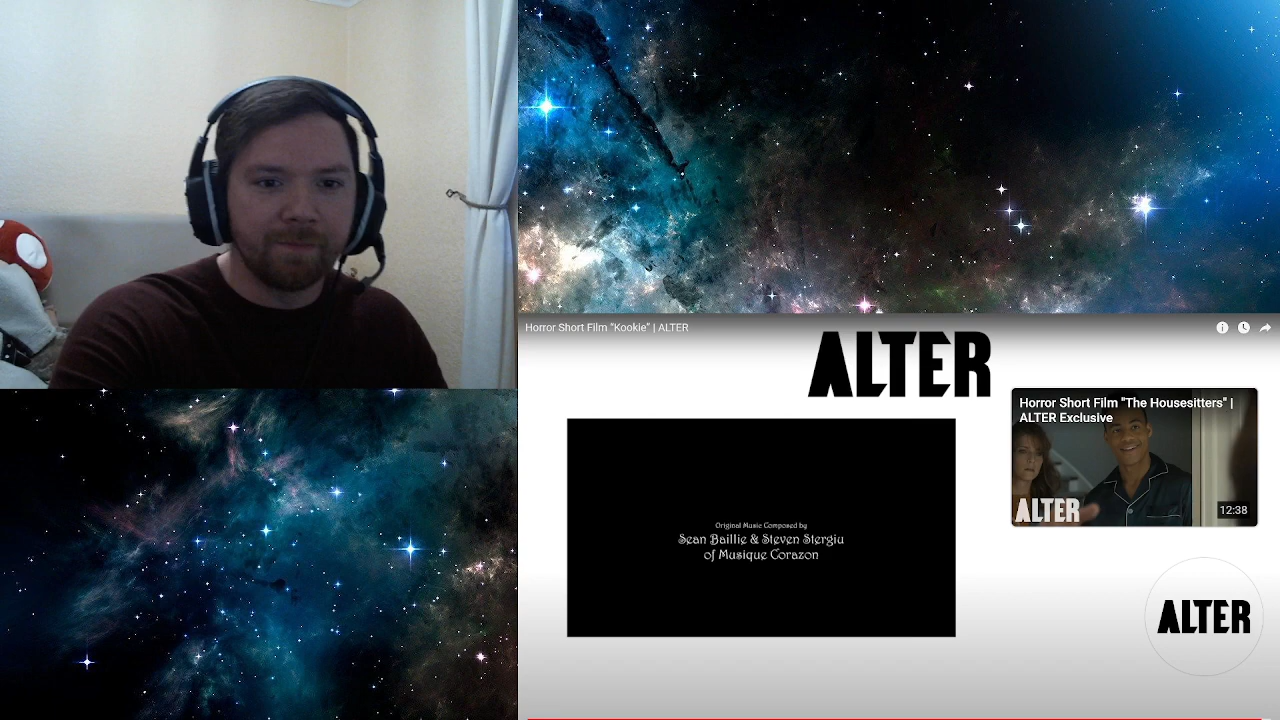 Horror Short Film “Kookie” | ALTER
ALTER
Horror Short Film "The Housesitters" |
ALTER Exclusive
ALTER
12:38
Original Music Composed by
Sean Baillie & Steven Stergiu
of Musique Corazon
ALTER